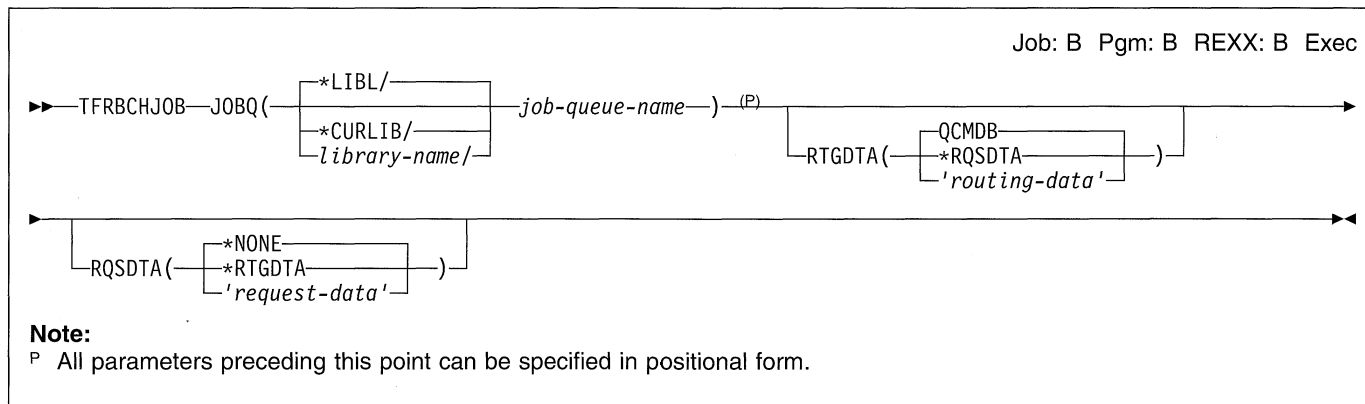 Job: B Pgm: B REXX: B Exec
*LIBL/
TFRBCHJOB JOBQ( job-queue-name ) (P)
*CURLIB/
library-name/
QCMDB
RTGDTA( *RQSDTA )
'routing-data'
*NONE
RQSDTA( *RTGDTA )
'request-data'
Note:
P All parameters preceding this point can be specified in positional form.